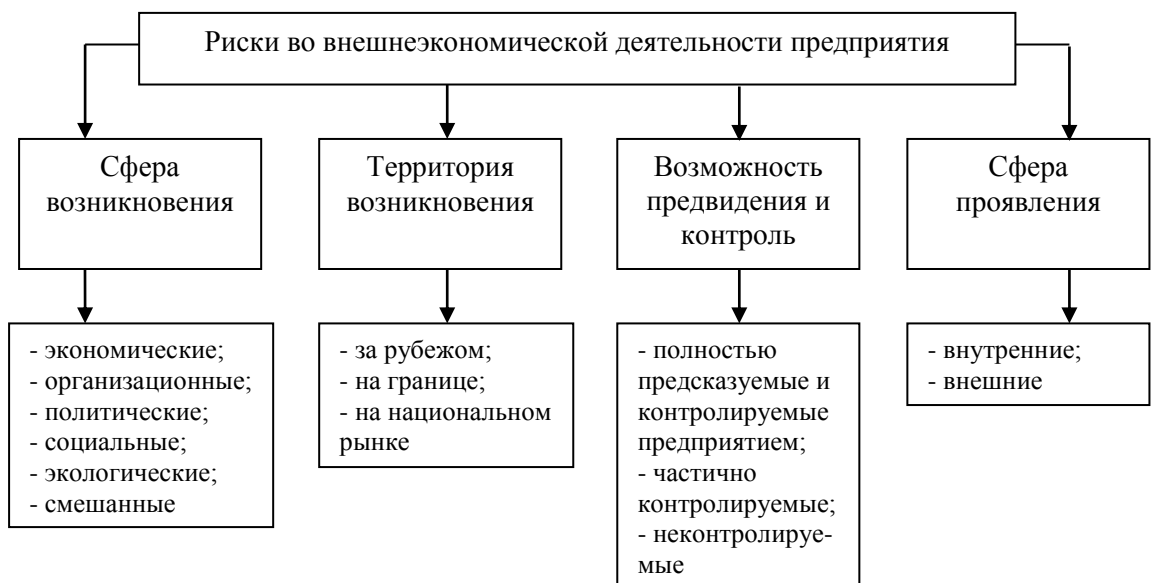 Риски во внешнеэкономической деятельности предприятия
Сфера
возникновения
Территория
возникновения
Возможность
предвидения и
контроль
Сфера
проявления
- экономические;
- организационные;
- политические;
- социальные;
- экологические;
- смешанные
- за рубежом;
- на границе;
- на национальном
рынке
- полностью
предсказуемые и
контролируемые
предприятием;
- частично
контролируемые;
- неконтролируе-
мые
- внутренние;
- внешние